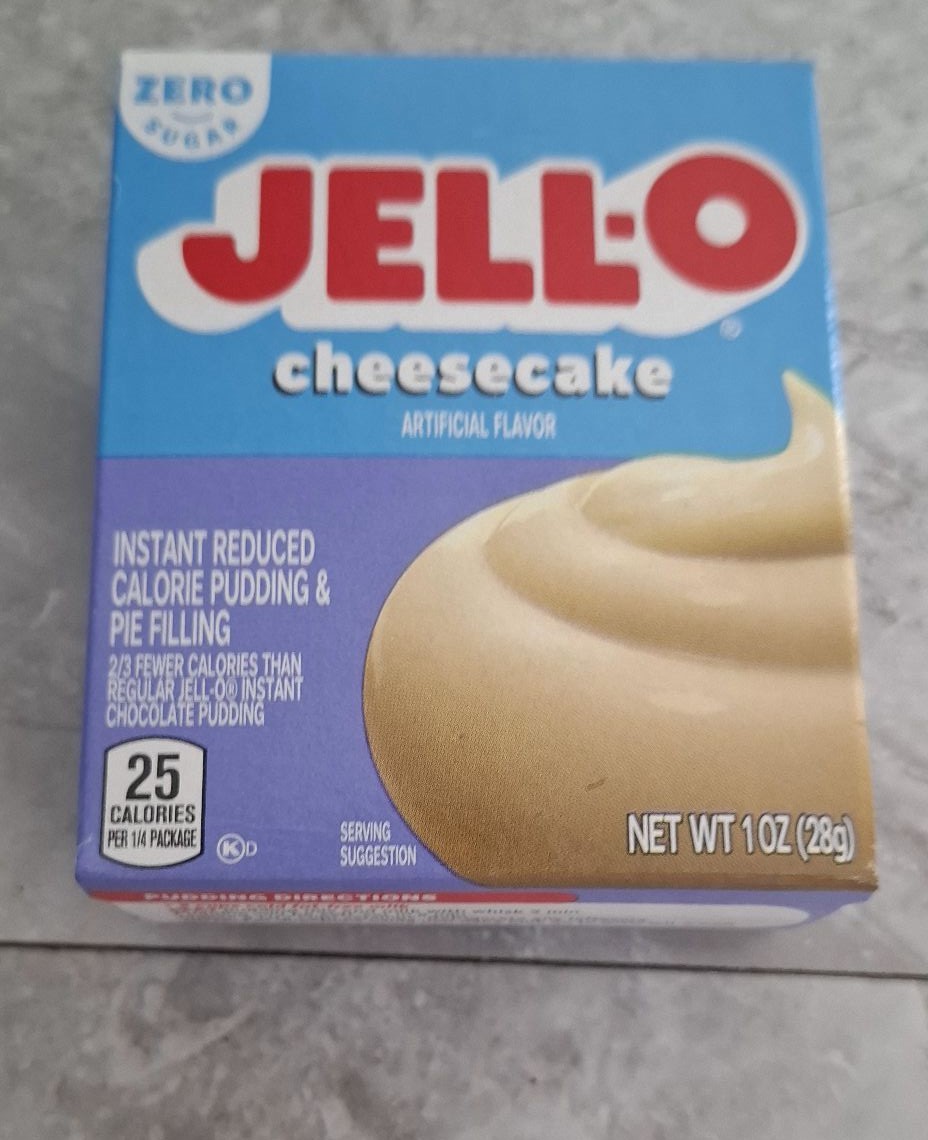 ZERO
SUGAR
JELL-O
®
cheesecake
ARTIFICIAL FLAVOR
INSTANT REDUCED
CALORIE PUDDING &
PIE FILLING
2/3 FEWER CALORIES THAN
REGULAR JELL-O® INSTANT
CHOCOLATE PUDDING
25
CALORIES
PER 1/4 PACKAGE
K D
SERVING
SUGGESTION
NET WT 1 OZ (28g)
PUDDING DIRECTIONS